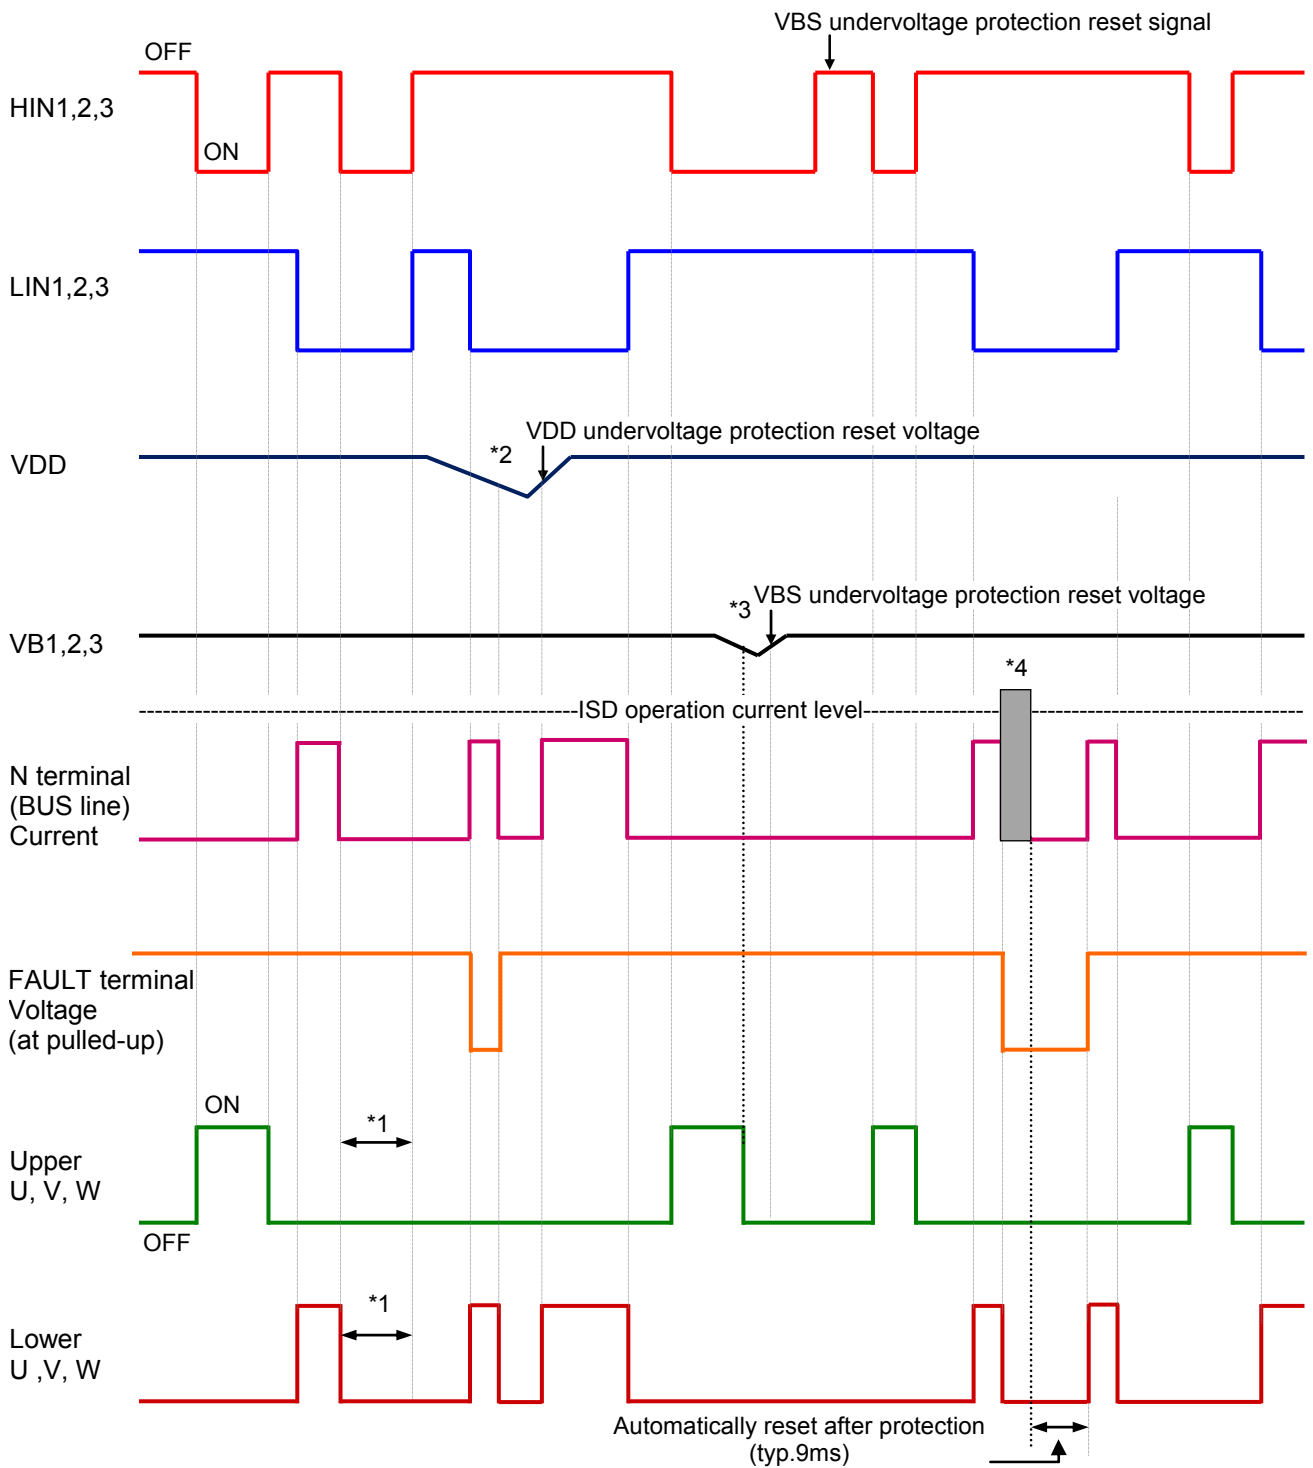 VBS undervoltage protection reset signal
OFF
HIN1,2,3
ON
LIN1,2,3
VDD undervoltage protection reset voltage
*2
VDD
VBS undervoltage protection reset voltage
*3
VB1,2,3
*4
ISD operation current level
N terminal
(BUS line)
Current
FAULT terminal
Voltage
(at pulled-up)
ON
*1
Upper
U, V, W
OFF
*1
Lower
U ,V, W
Automatically reset after protection
(typ.9ms)